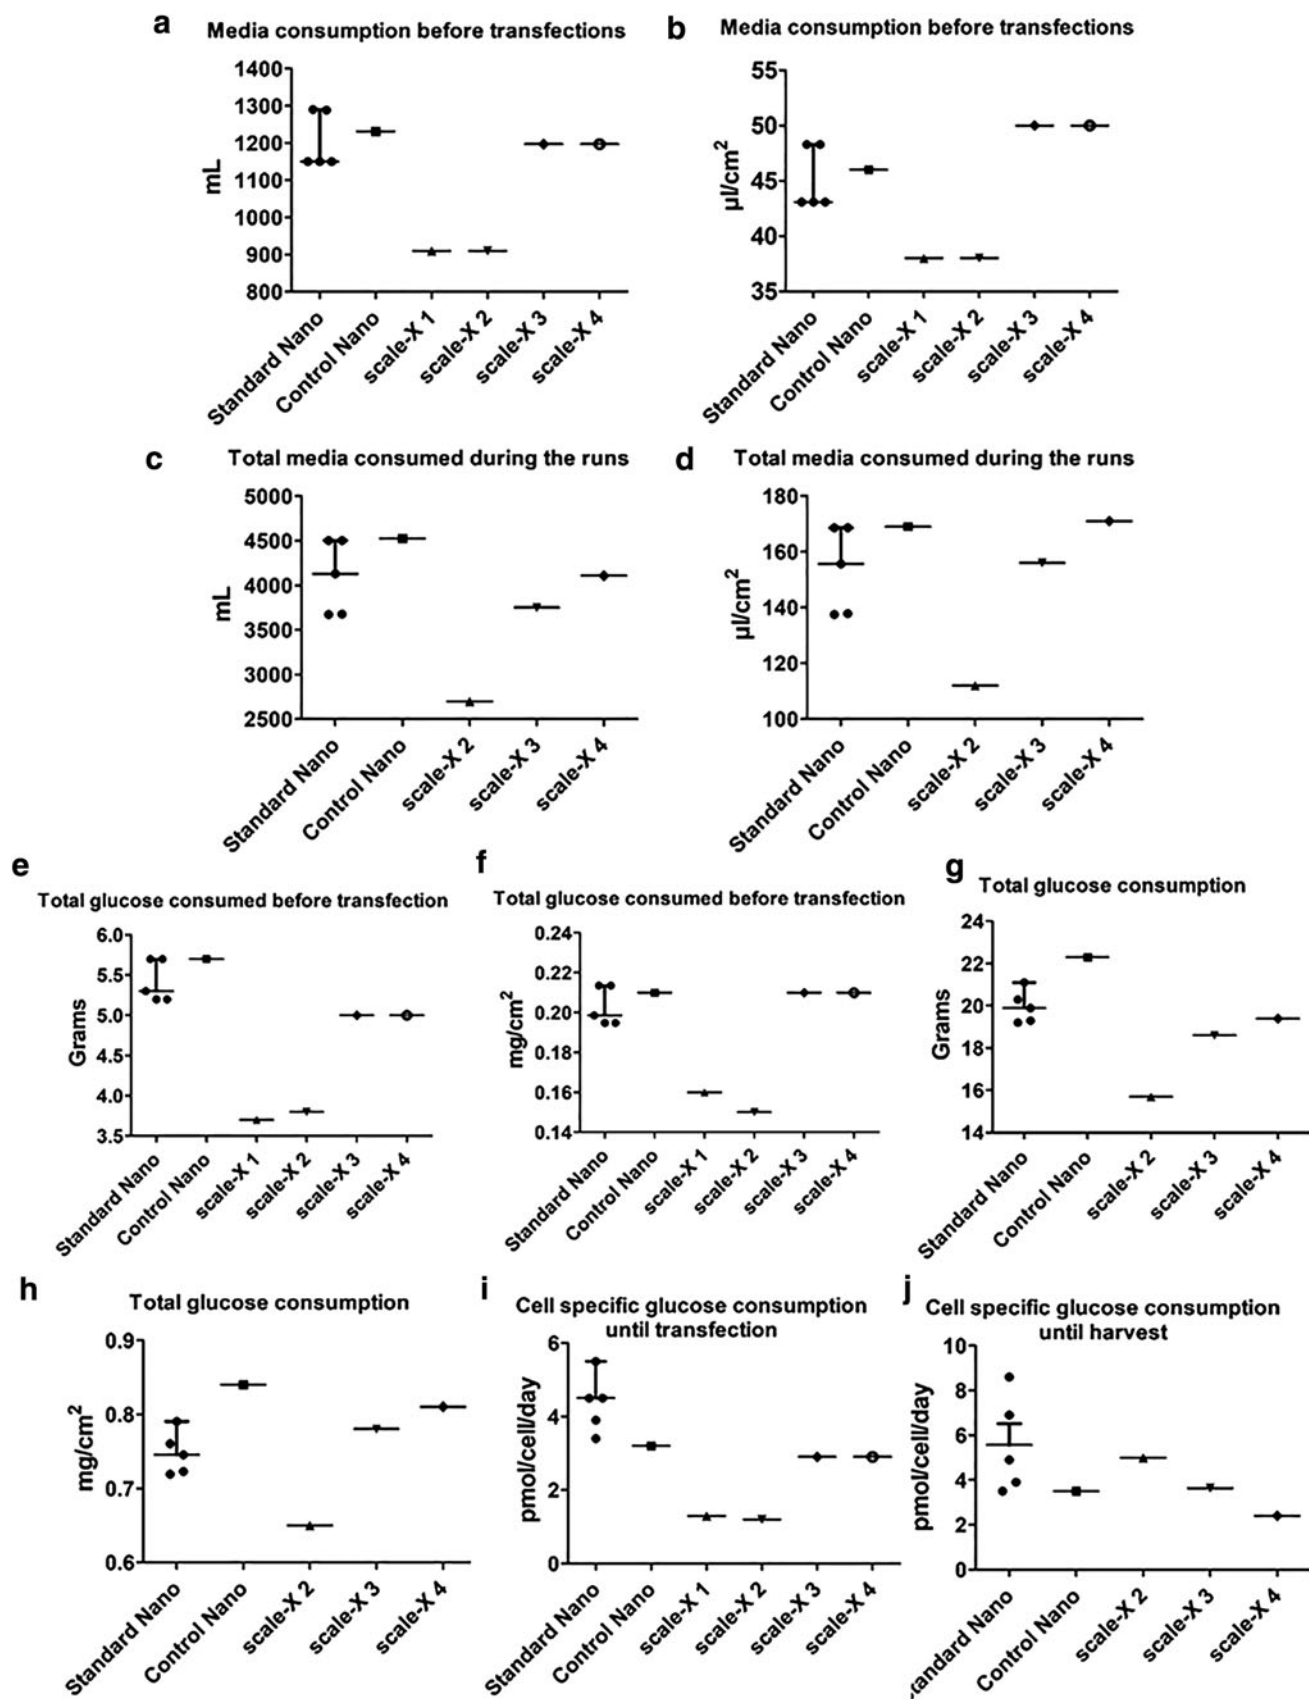 a Media consumption before transfections
1400
1300
1200
1100
1000
900
800
mL
Standard Nano
Control Nano
scale-X 1
scale-X 2
scale-X 3
scale-X 4
b Media consumption before transfections
55
50
45
40
35
µl/cm²
Standard Nano
Control Nano
scale-X 1
scale-X 2
scale-X 3
scale-X 4
c Total media consumed during the runs
5000
4500
4000
3500
3000
2500
mL
Standard Nano
Control Nano
scale-X 2
scale-X 3
scale-X 4
d Total media consumed during the runs
180
160
140
120
100
µl/cm²
Standard Nano
Control Nano
scale-X 2
scale-X 3
scale-X 4
e
Total glucose consumed before transfection
6.0
5.5
5.0
4.5
4.0
3.5
Grams
Standard Nano
Control Nano
scale-X 1
scale-X 2
scale-X 3
scale-X 4
f
Total glucose consumed before transfection
0.24
0.22
0.20
0.18
0.16
0.14
mg/cm²
Standard Nano
Control Nano
scale-X 1
scale-X 2
scale-X 3
scale-X 4
g
Total glucose consumption
24
22
20
18
16
14
Grams
Standard Nano
Control Nano
scale-X 2
scale-X 3
scale-X 4
h
Total glucose consumption
0.9
0.8
0.7
0.6
mg/cm²
Standard Nano
Control Nano
scale-X 2
scale-X 3
scale-X 4
i
Cell specific glucose consumption
until transfection
6
4
2
0
pmol/cell/day
Standard Nano
Control Nano
scale-X 1
scale-X 2
scale-X 3
scale-X 4
j
Cell specific glucose consumption
until harvest
10
8
6
4
2
0
pmol/cell/day
tandard Nano
Control Nano
scale-X 2
scale-X 3
scale-X 4